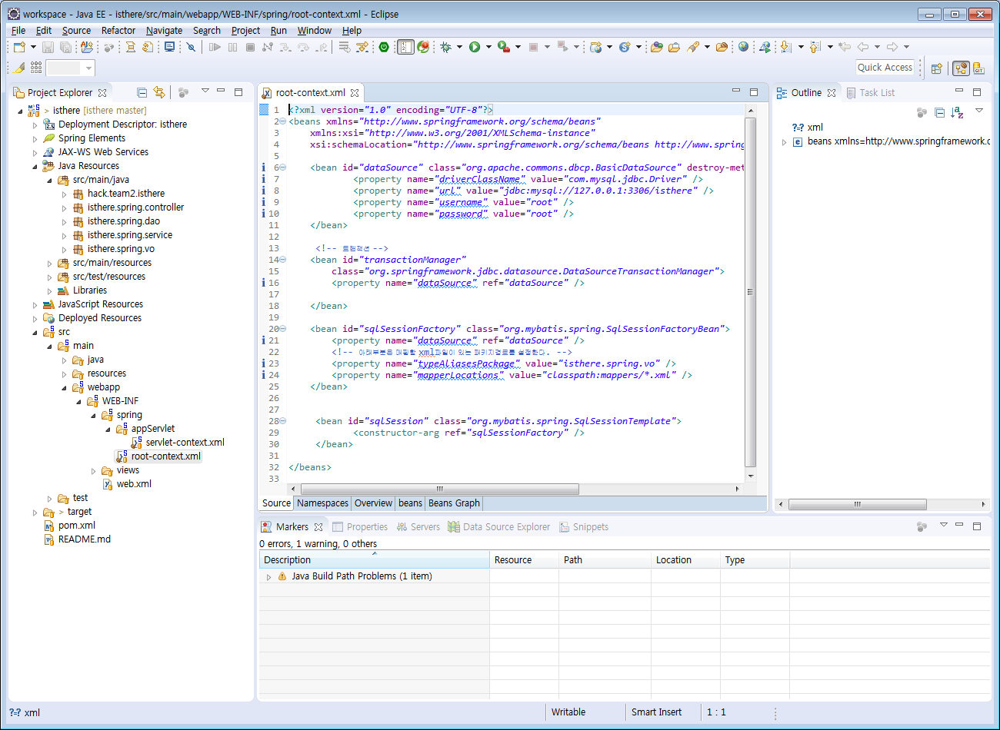 workspace - Java EE - isthere/src/main/webapp/WEB-INF/spring/root-context.xml - Eclipse
File Edit Source Refactor Navigate Search Project Run Window Help
Quick Access
Project Explorer
> isthere [isthere master]
Deployment Descriptor: isthere
Spring Elements
JAX-WS Web Services
Java Resources
src/main/java
hack.team2.isthere
isthere.spring.controller
isthere.spring.dao
isthere.spring.service
isthere.spring.vo
src/main/resources
src/test/resources
Libraries
JavaScript Resources
Deployed Resources
src
main
java
resources
webapp
WEB-INF
spring
appServlet
servlet-context.xml
root-context.xml
views
web.xml
test
> target
pom.xml
README.md
root-context.xml
1 <?xml version="1.0" encoding="UTF-8"?>
2 <beans xmlns="http://www.springframework.org/schema/beans"
3 xmlns:xsi="http://www.w3.org/2001/XMLSchema-instance"
4 xsi:schemaLocation="http://www.springframework.org/schema/beans http://www.spring
5
6 <bean id="dataSource" class="org.apache.commons.dbcp.BasicDataSource" destroy-met
7 <property name="driverClassName" value="com.mysql.jdbc.Driver" />
8 <property name="url" value="jdbc:mysql://127.0.0.1:3306/isthere" />
9 <property name="username" value="root" />
10 <property name="password" value="root" />
11 </bean>
12
13 <!-- 트랜잭션 -->
14 <bean id="transactionManager"
15 class="org.springframework.jdbc.datasource.DataSourceTransactionManager">
16 <property name="dataSource" ref="dataSource" />
17
18 </bean>
19
20 <bean id="sqlSessionFactory" class="org.mybatis.spring.SqlSessionFactoryBean">
21 <property name="dataSource" ref="dataSource" />
22 <!-- 아래부분은 매핑할 xml파일이 있는 패키지경로를 설정한다. -->
23 <property name="typeAliasesPackage" value="isthere.spring.vo" />
24 <property name="mapperLocations" value="classpath:mappers/*.xml" />
25 </bean>
26
27
28 <bean id="sqlSession" class="org.mybatis.spring.SqlSessionTemplate">
29 <constructor-arg ref="sqlSessionFactory" />
30 </bean>
31
32 </beans>
33
Source Namespaces Overview beans Beans Graph
Outline Task List
?=? xml
beans xmlns=http://www.springframework.o
Markers Properties Servers Data Source Explorer Snippets
0 errors, 1 warning, 0 others
Description Resource Path Location Type
Java Build Path Problems (1 item)
?=? xml Writable Smart Insert 1 : 1